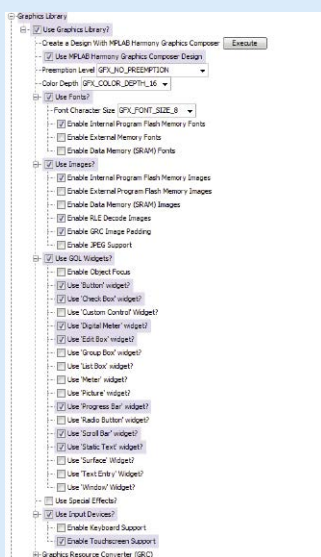 Graphics Library
Use Graphics Library?
Create a Design With MPLAB Harmony Graphics Composer Execute
Use MPLAB Harmony Graphics Composer Design
Preemption Level GFX_NO_PREEMPTION
Color Depth GFX_COLOR_DEPTH_16
Use Fonts?
Font Character Size GFX_FONT_SIZE_8
Enable Internal Program Flash Memory Fonts
Enable External Memory Fonts
Enable Data Memory (SRAM) Fonts
Use Images?
Enable Internal Program Flash Memory Images
Enable External Program Flash Memory Images
Enable Data Memory (SRAM) Images
Enable RLE Decode Images
Enable GRC Image Padding
Enable JPEG Support
Use GOL Widgets?
Enable Object Focus
Use 'Button' widget?
Use 'Check Box' widget?
Use 'Custom Control' Widget?
Use 'Digital Meter' widget?
Use 'Edit Box' widget?
Use 'Group Box' widget?
Use 'List Box' widget?
Use 'Meter' widget?
Use 'Picture' widget?
Use 'Progress Bar' widget?
Use 'Radio Button' widget?
Use 'Scroll Bar' widget?
Use 'Static Text' widget?
Use 'Surface' Widget?
Use 'Text Entry' Widget?
Use 'Window' Widget?
Use Special Effects?
Use Input Devices?
Enable Keyboard Support
Enable Touchscreen Support
Graphics Resource Converter (GRC)